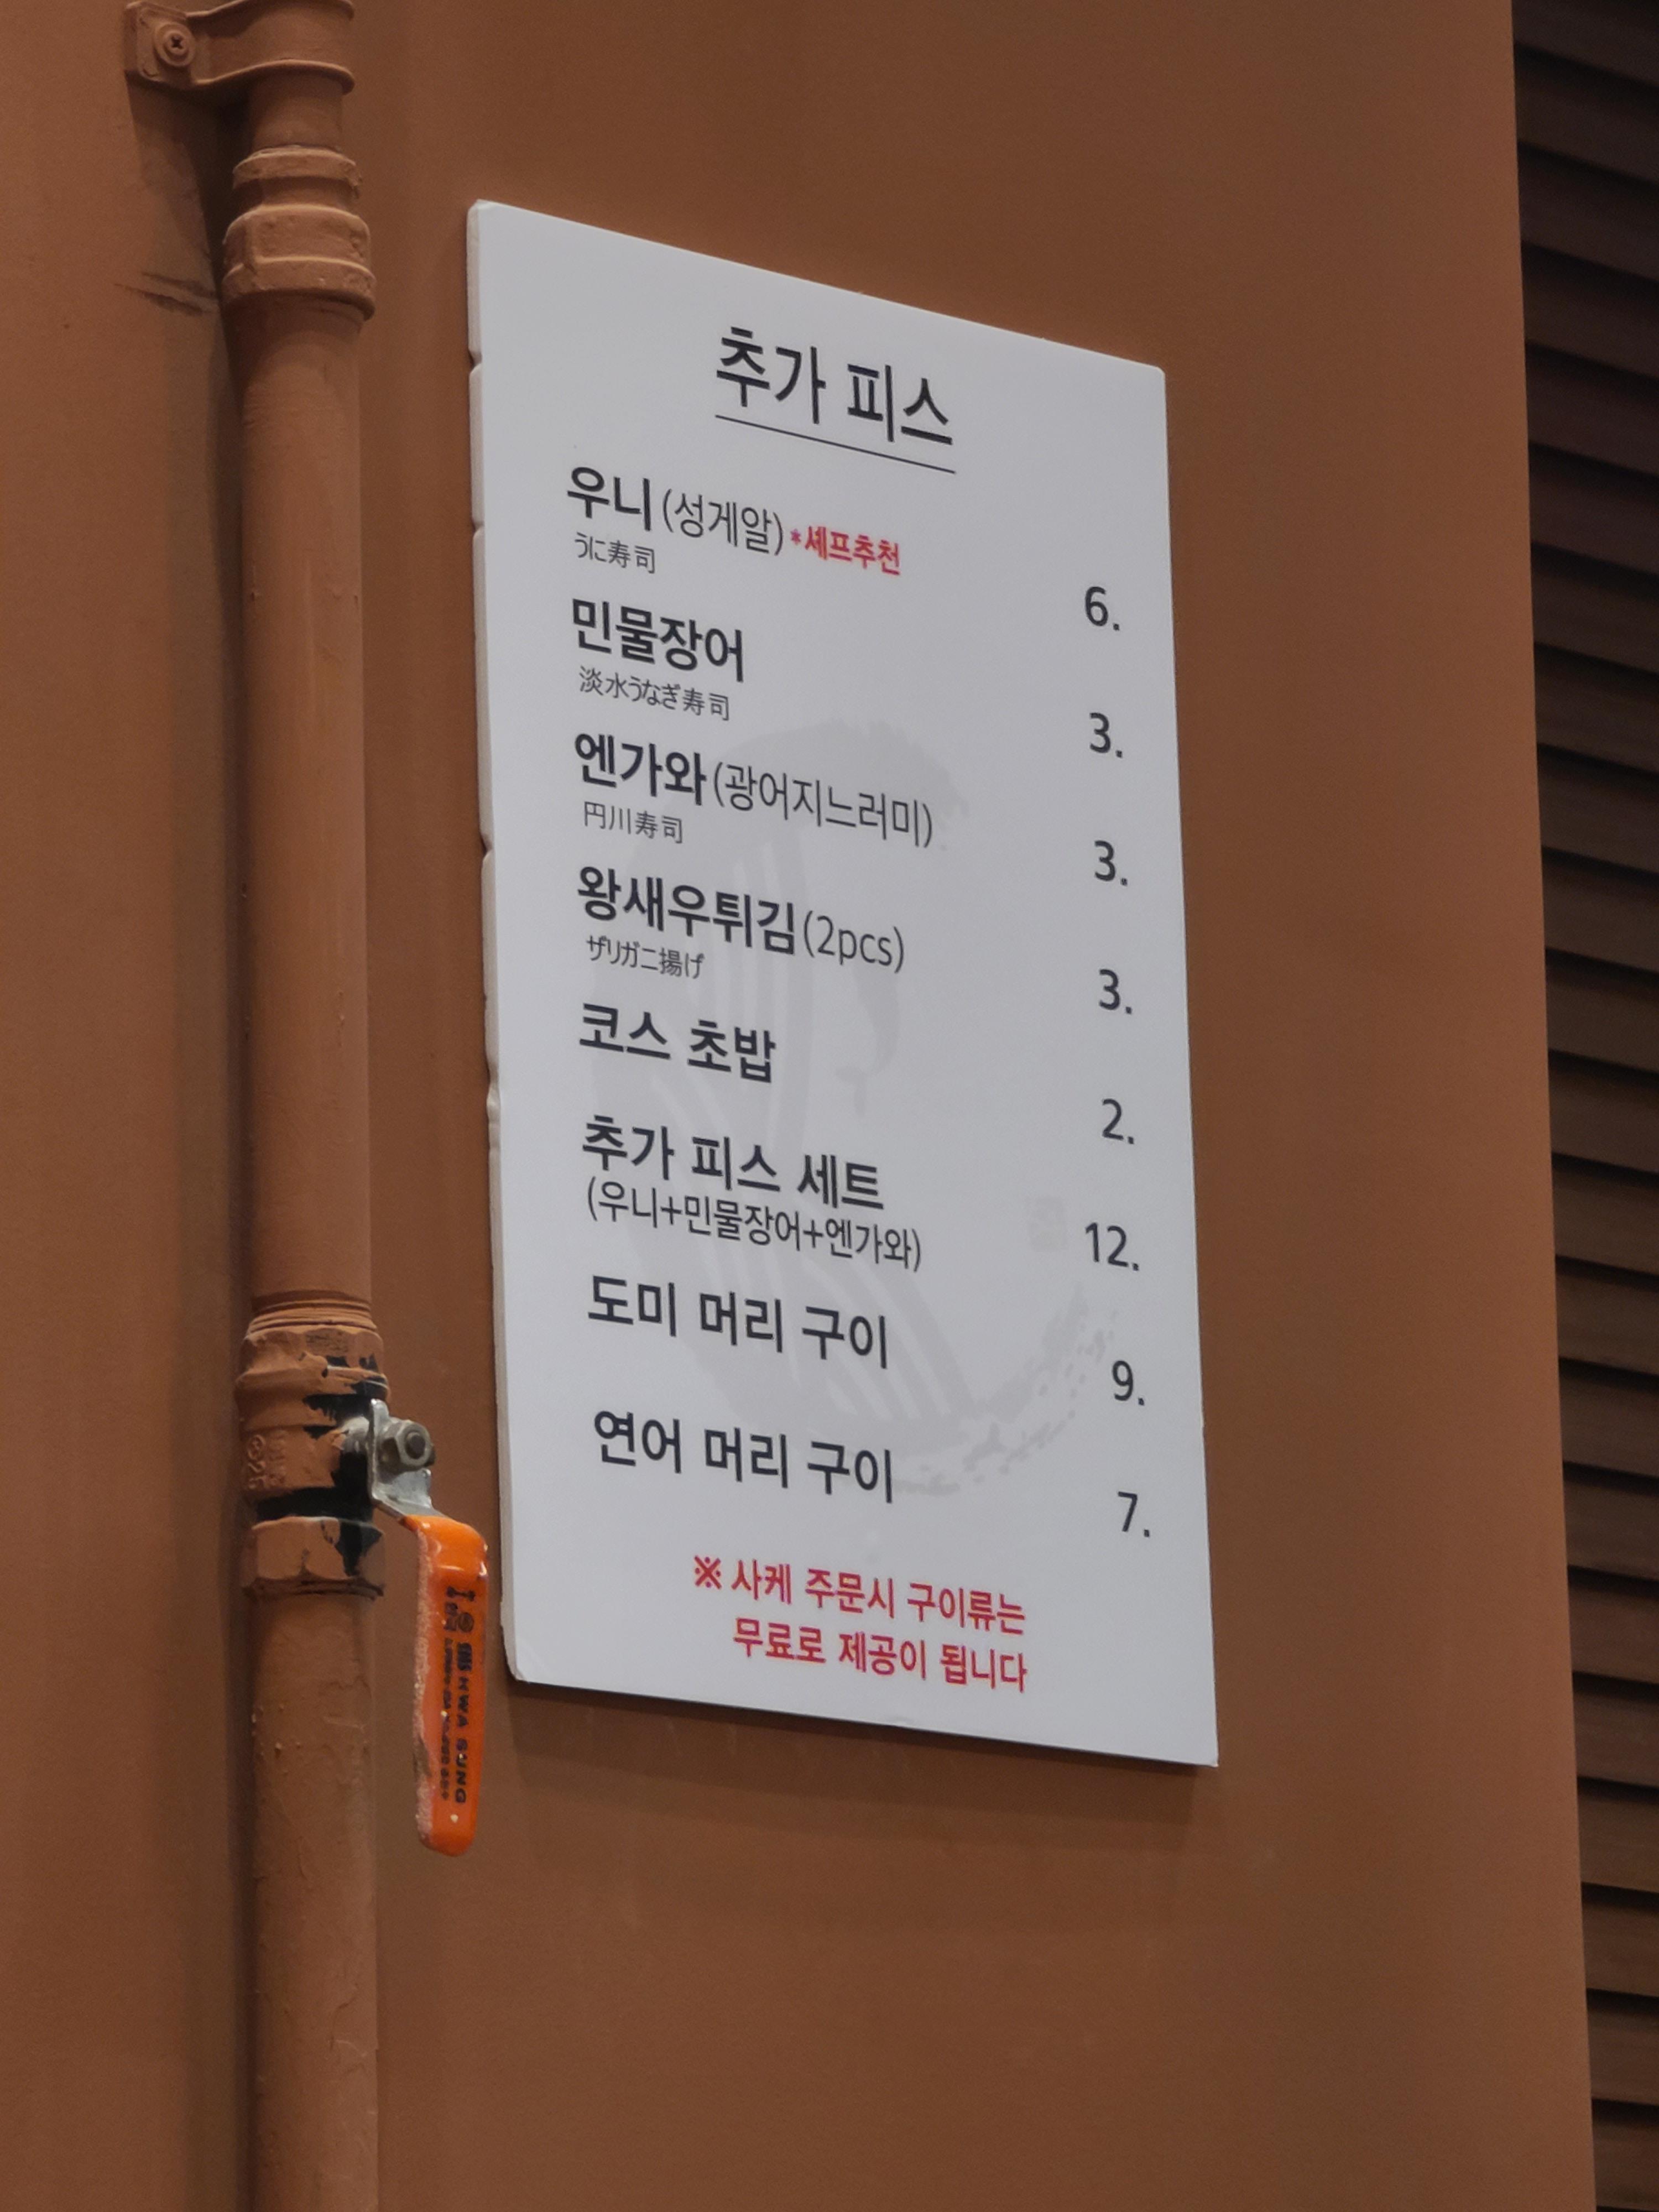 추가 피스
우니(성게알)*셰프추천 6.
うに寿司
민물장어 3.
淡水うなぎ寿司
엔가와(광어지느러미) 3.
円川寿司
왕새우튀김(2pcs) 3.
ザリガニ揚げ
코스 초밥 2.
추가 피스 세트 12.
(우니+민물장어+엔가와)
도미 머리 구이 9.
연어 머리 구이 7.
※ 사케 주문시 구이류는
무료로 제공이 됩니다
HWA SUNG